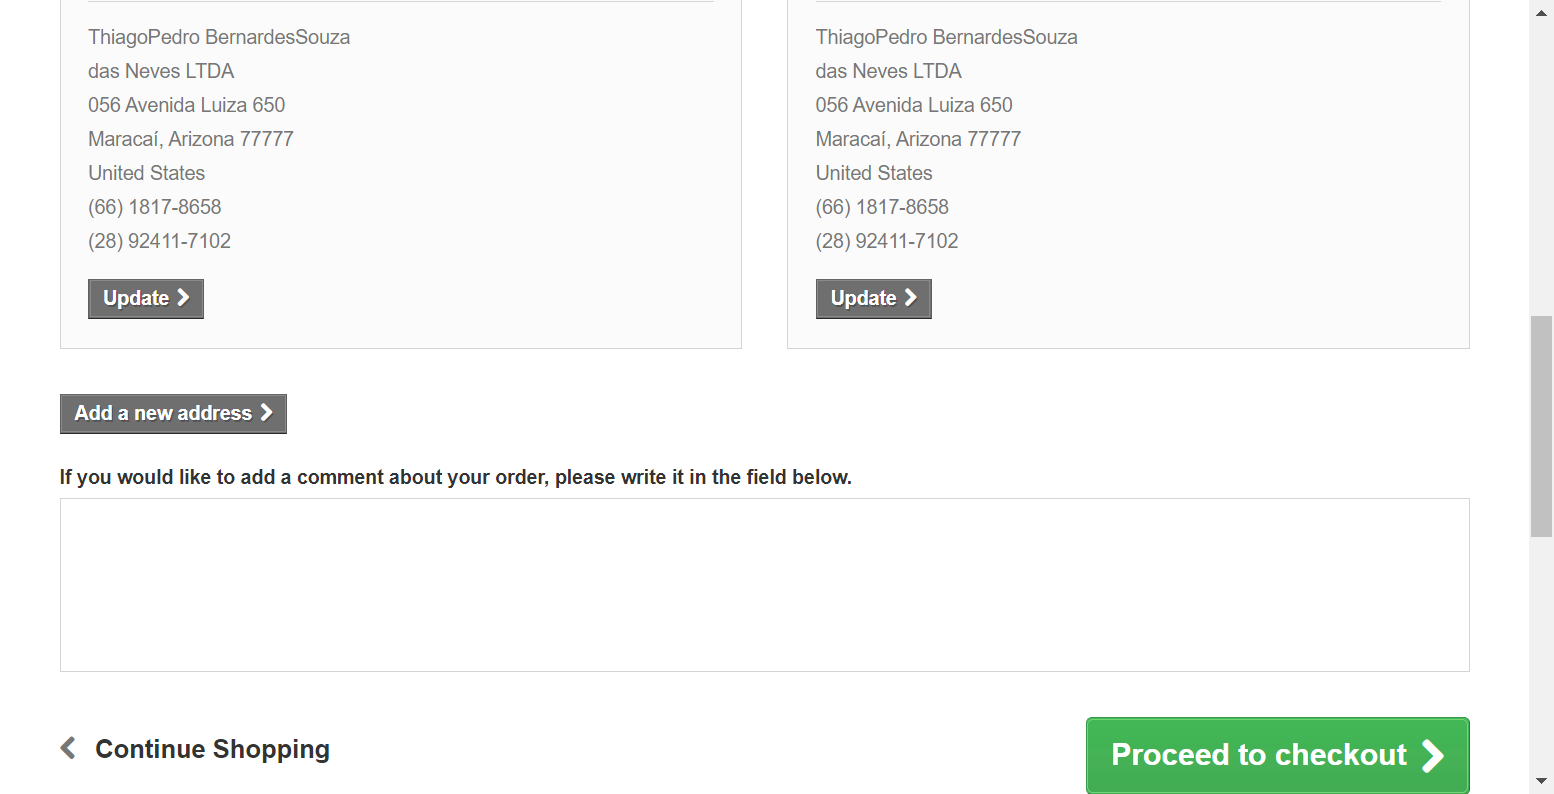 ThiagoPedro BernardesSouza
das Neves LTDA
056 Avenida Luiza 650
Maracaí, Arizona 77777
United States
(66) 1817-8658
(28) 92411-7102
Update
ThiagoPedro BernardesSouza
das Neves LTDA
056 Avenida Luiza 650
Maracaí, Arizona 77777
United States
(66) 1817-8658
(28) 92411-7102
Update
Add a new address
If you would like to add a comment about your order, please write it in the field below.
Continue Shopping
Proceed to checkout